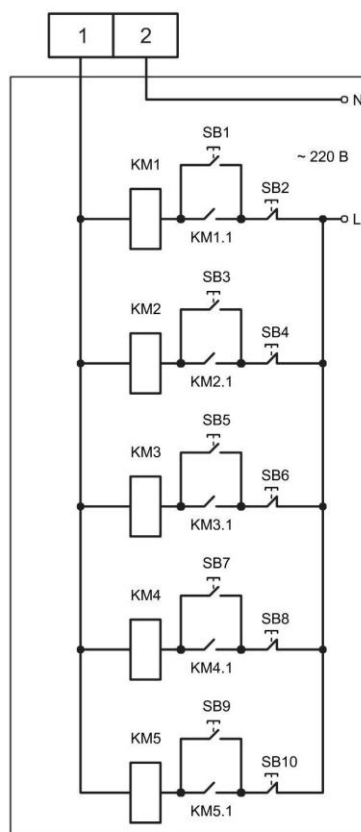 1 2
N
SB1
~ 220 В
KM1
SB2
L
KM1.1
SB3
KM2
SB4
KM2.1
SB5
KM3
SB6
KM3.1
SB7
KM4
SB8
KM4.1
SB9
KM5
SB10
KM5.1